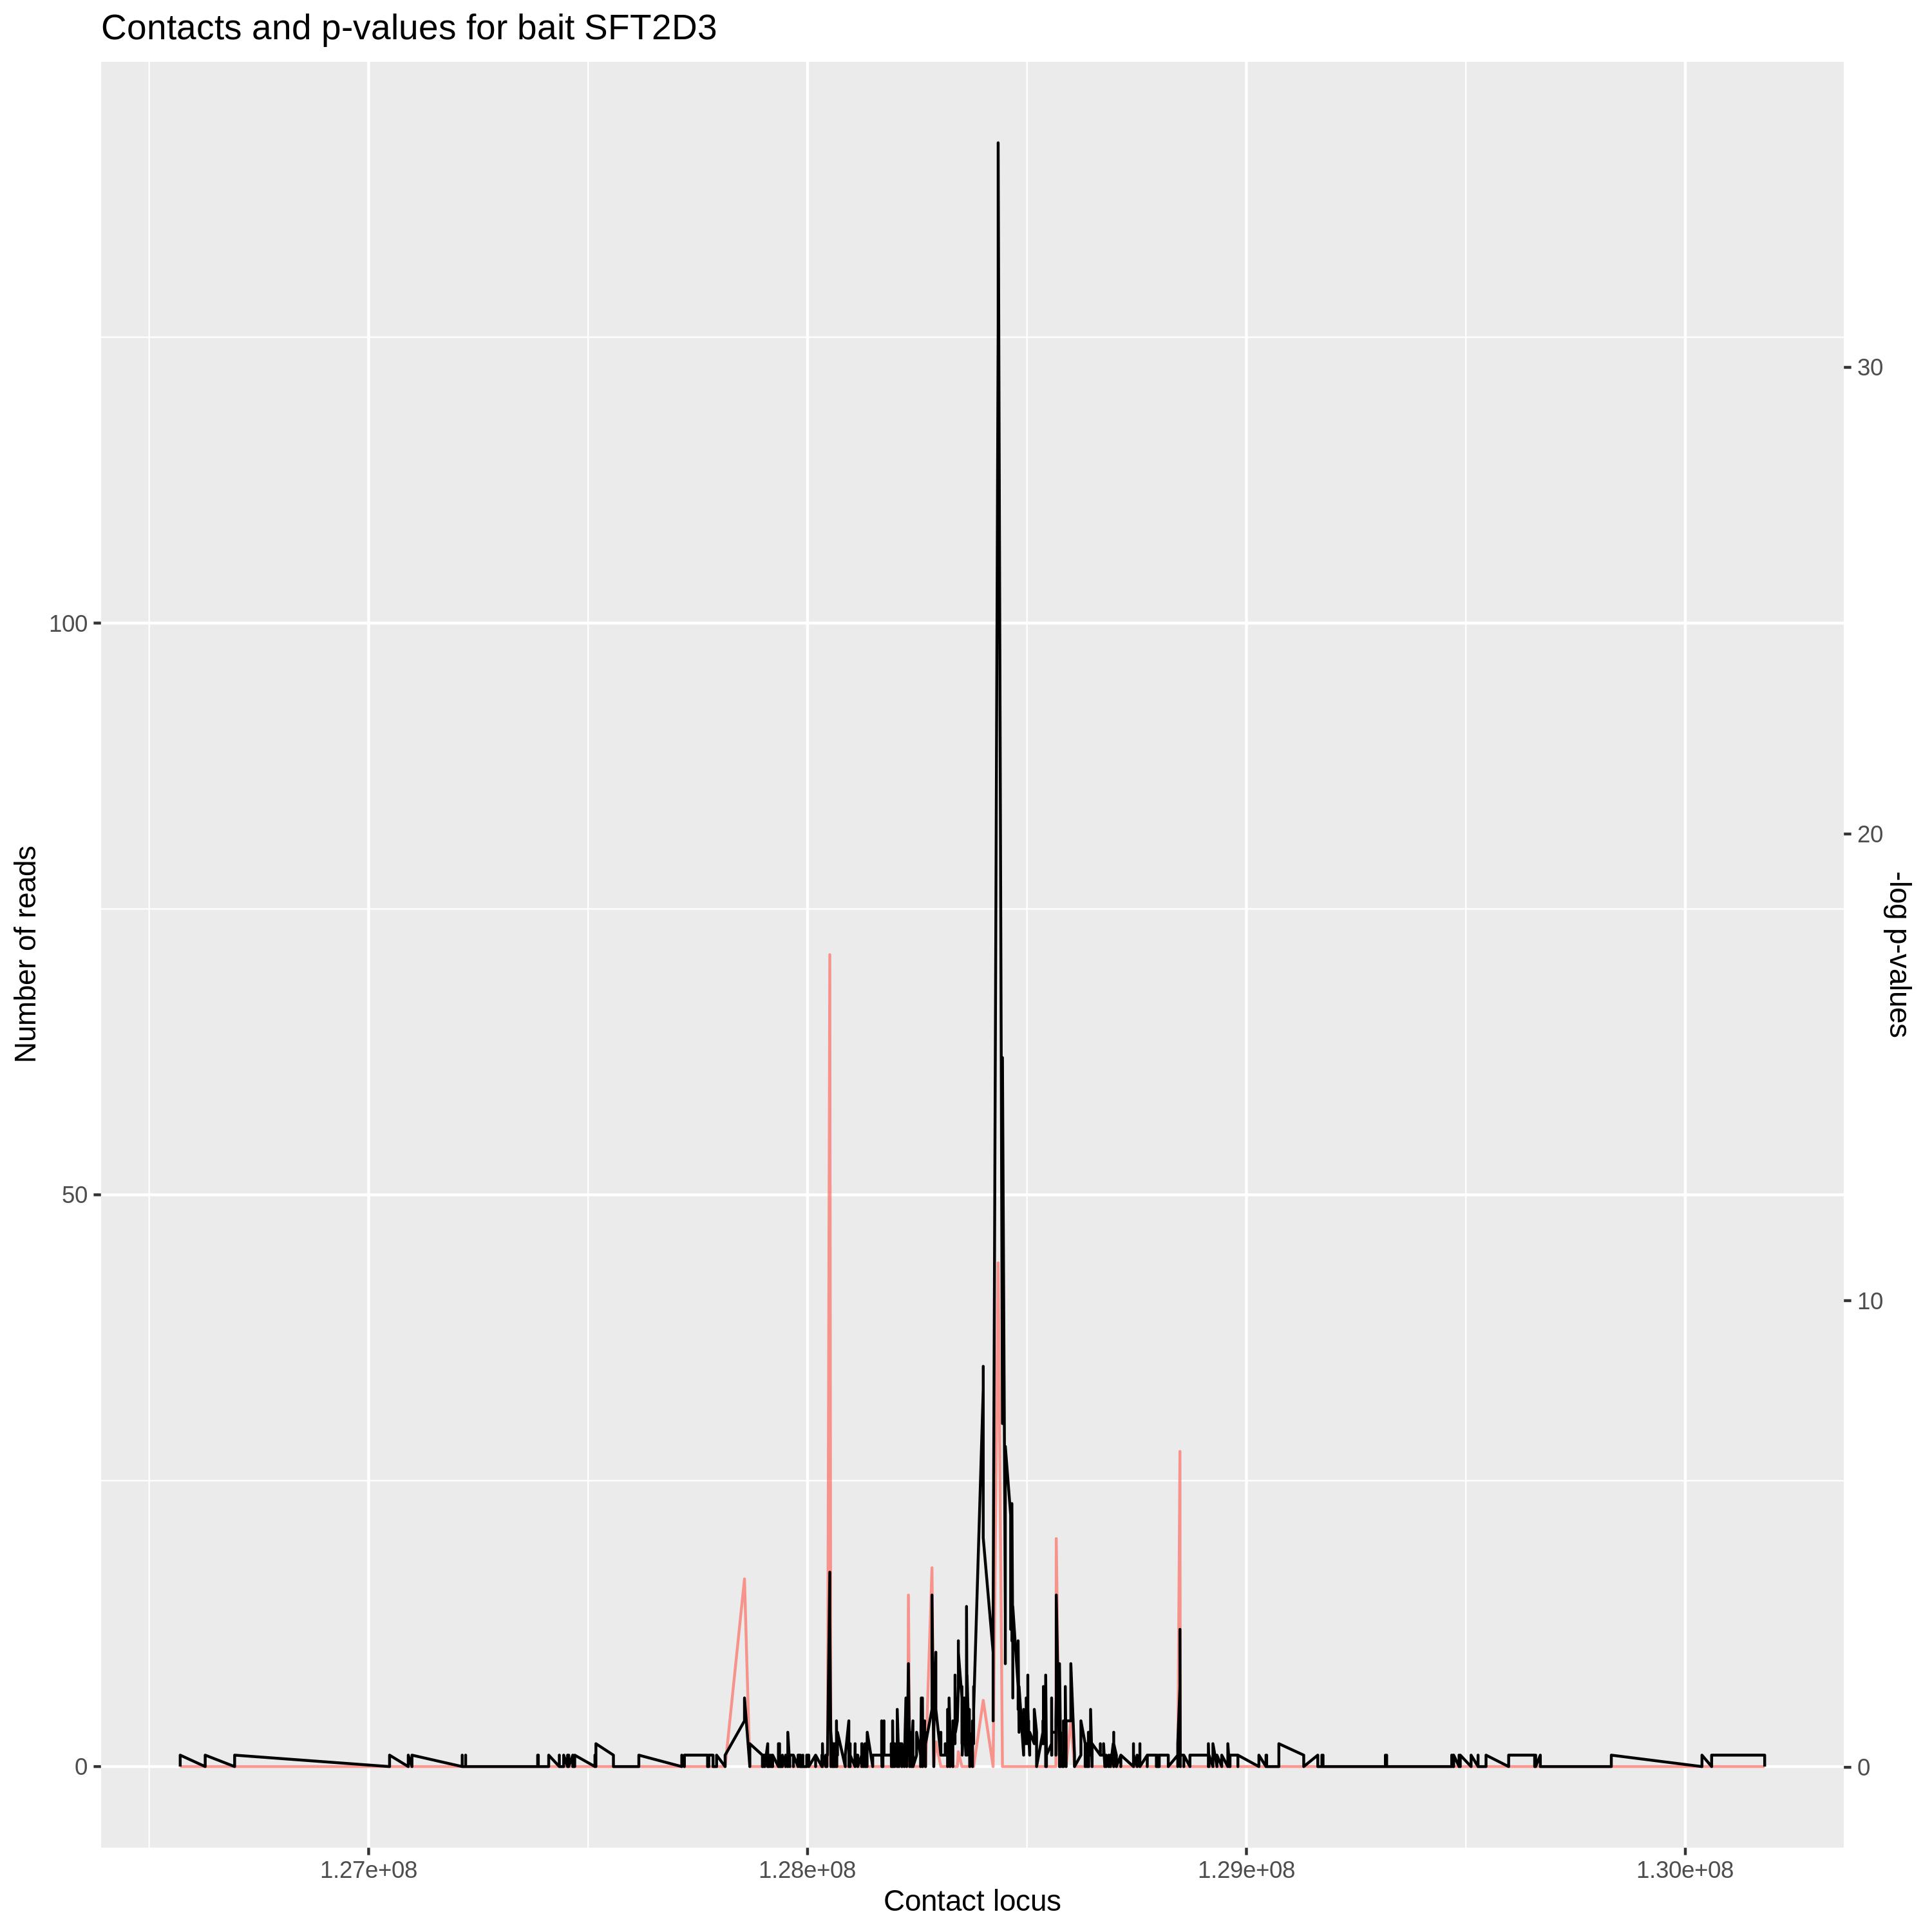 Contacts and p-values for bait SFT2D3
100
50
0
Number of reads
30
20
10
0
-log p-values
1.27e+08
1.28e+08
1.29e+08
1.30e+08
Contact locus